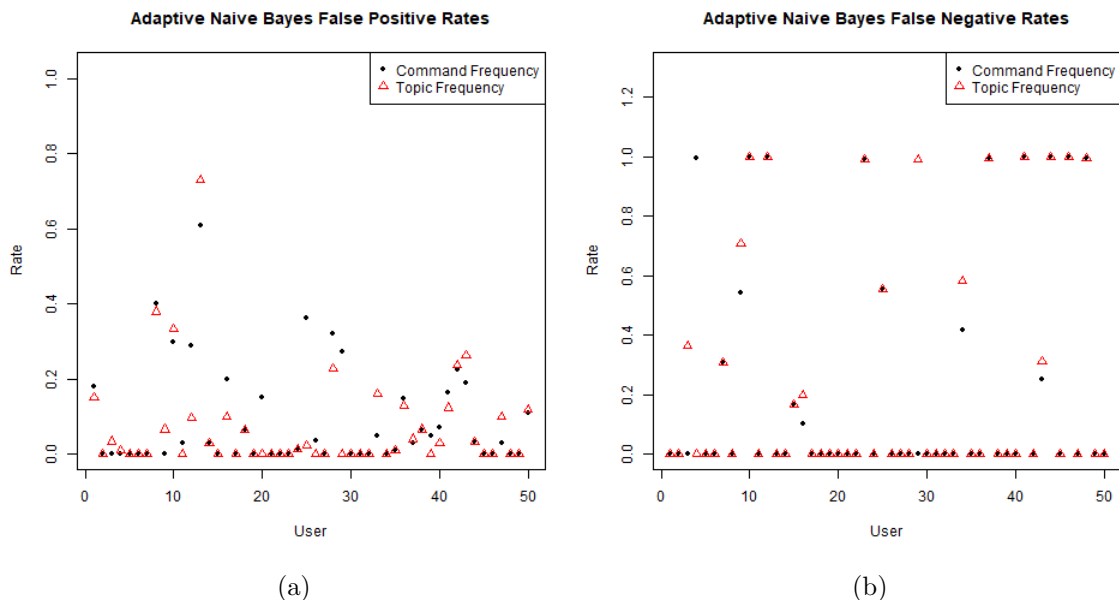 Adaptive Naive Bayes False Positive Rates
Command Frequency
Topic Frequency
Rate
1.0
0.8
0.6
0.4
0.2
0.0
0 10 20 30 40 50
User
(a)
Adaptive Naive Bayes False Negative Rates
Command Frequency
Topic Frequency
Rate
1.2
1.0
0.8
0.6
0.4
0.2
0.0
0 10 20 30 40 50
User
(b)